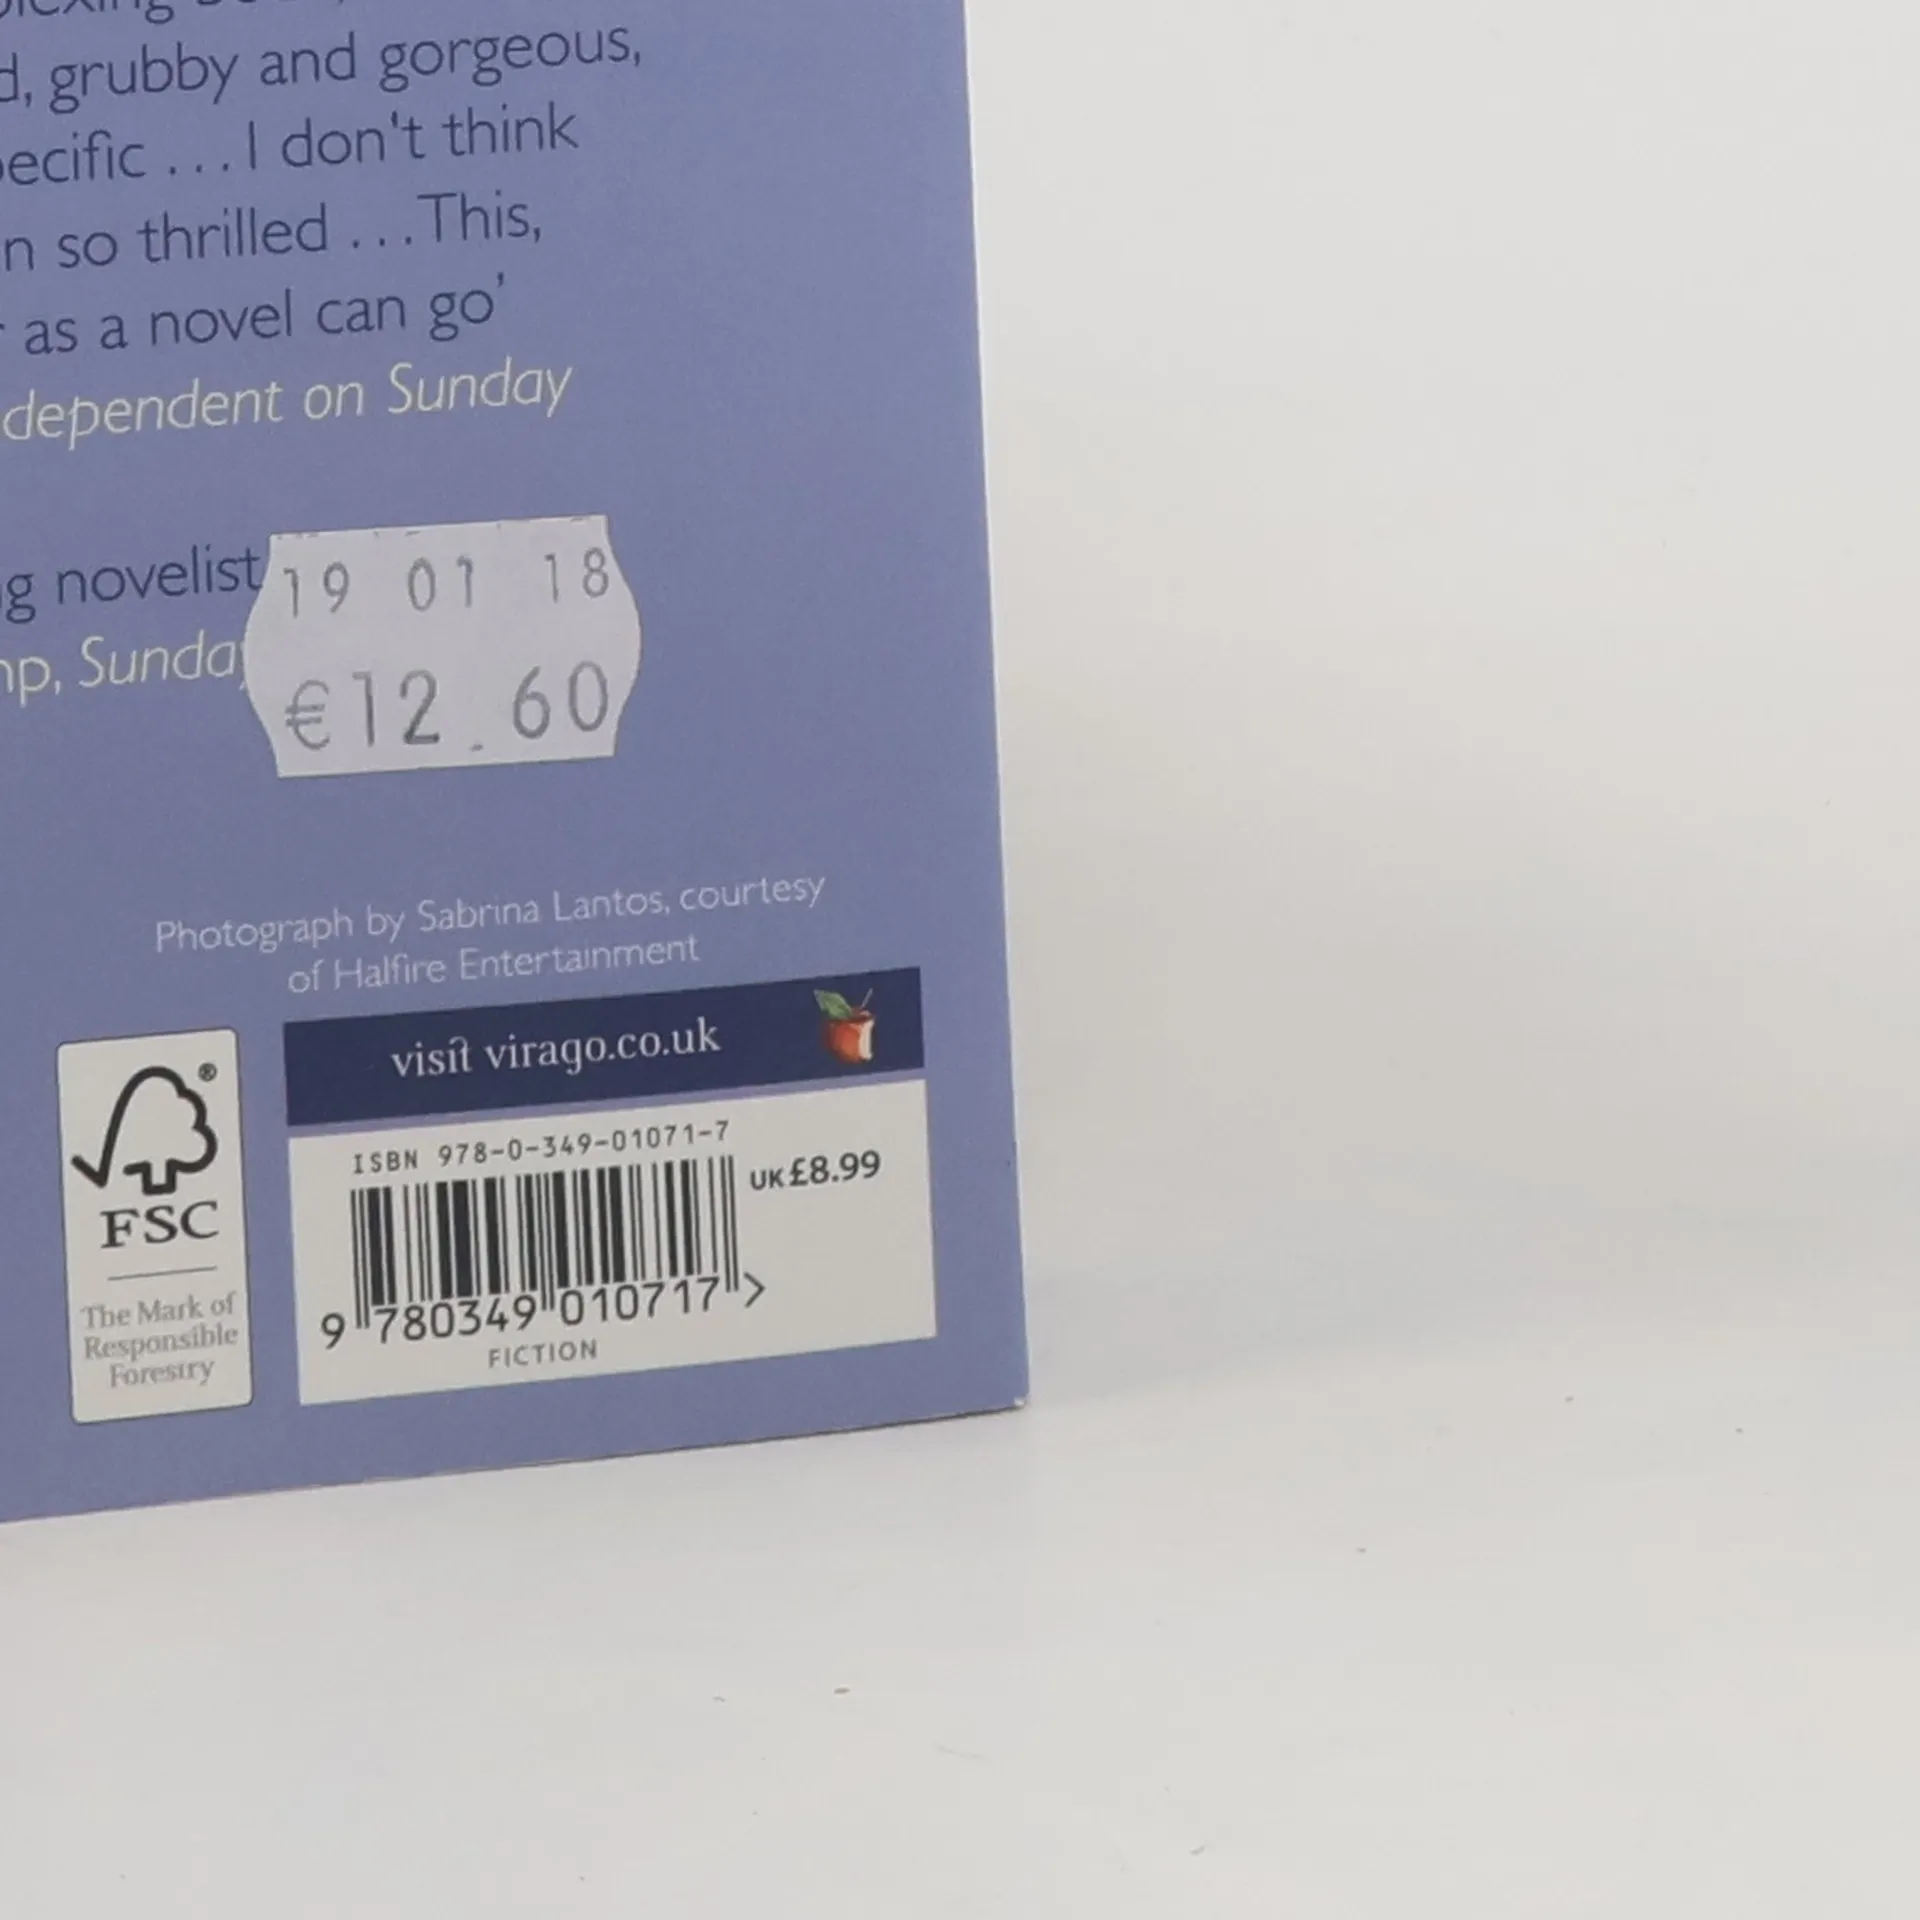 d, grubby and gorgeous,
ecific ... I don't think
n so thrilled ... This,
as a novel can go'
dependent on Sunday
g novelist
19 01 18
mp, Sunday
€12.60
Photograph by Sabrina Lantos, courtesy
of Halfire Entertainment
visit virago.co.uk
ISBN 978-0-349-01071-7
UK£8.99
9 780349 010717 >
FICTION
®
FSC
The Mark of
Responsible
Forestry